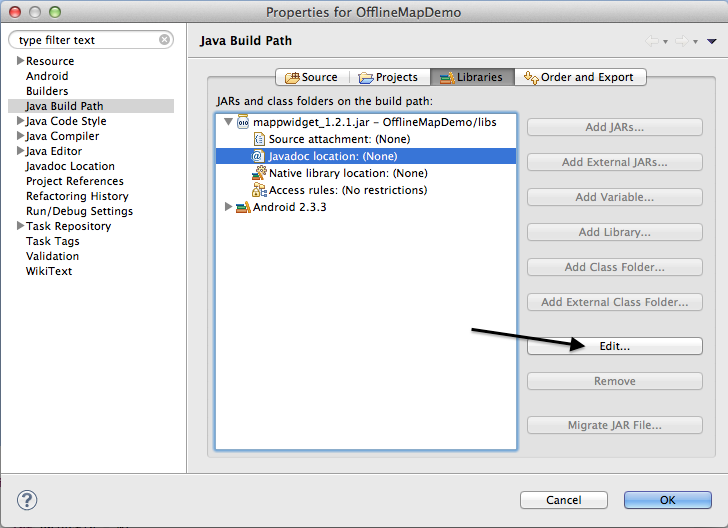 Properties for OfflineMapDemo
type filter text
Resource
Android
Builders
Java Build Path
Java Code Style
Java Compiler
Java Editor
Javadoc Location
Project References
Refactoring History
Run/Debug Settings
Task Repository
Task Tags
Validation
WikiText
Java Build Path
Source Projects Libraries Order and Export
JARs and class folders on the build path:
mappwidget_1.2.1.jar – OfflineMapDemo/libs
Source attachment: (None)
Javadoc location: (None)
Native library location: (None)
Access rules: (No restrictions)
Android 2.3.3
Add JARs...
Add External JARs...
Add Variable...
Add Library...
Add Class Folder...
Add External Class Folder...
Edit...
Remove
Migrate JAR File...
?
Cancel OK